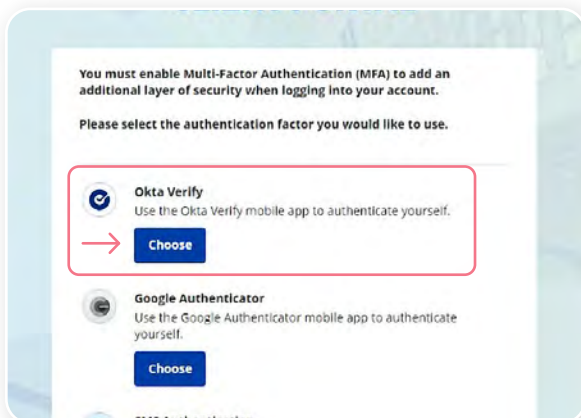 You must enable Multi-Factor Authentication (MFA) to add an
additional layer of security when logging into your account.
Please select the authentication factor you would like to use.
Okta Verify
Use the Okta Verify mobile app to authenticate yourself.
Choose
Google Authenticator
Use the Google Authenticator mobile app to authenticate
yourself.
Choose